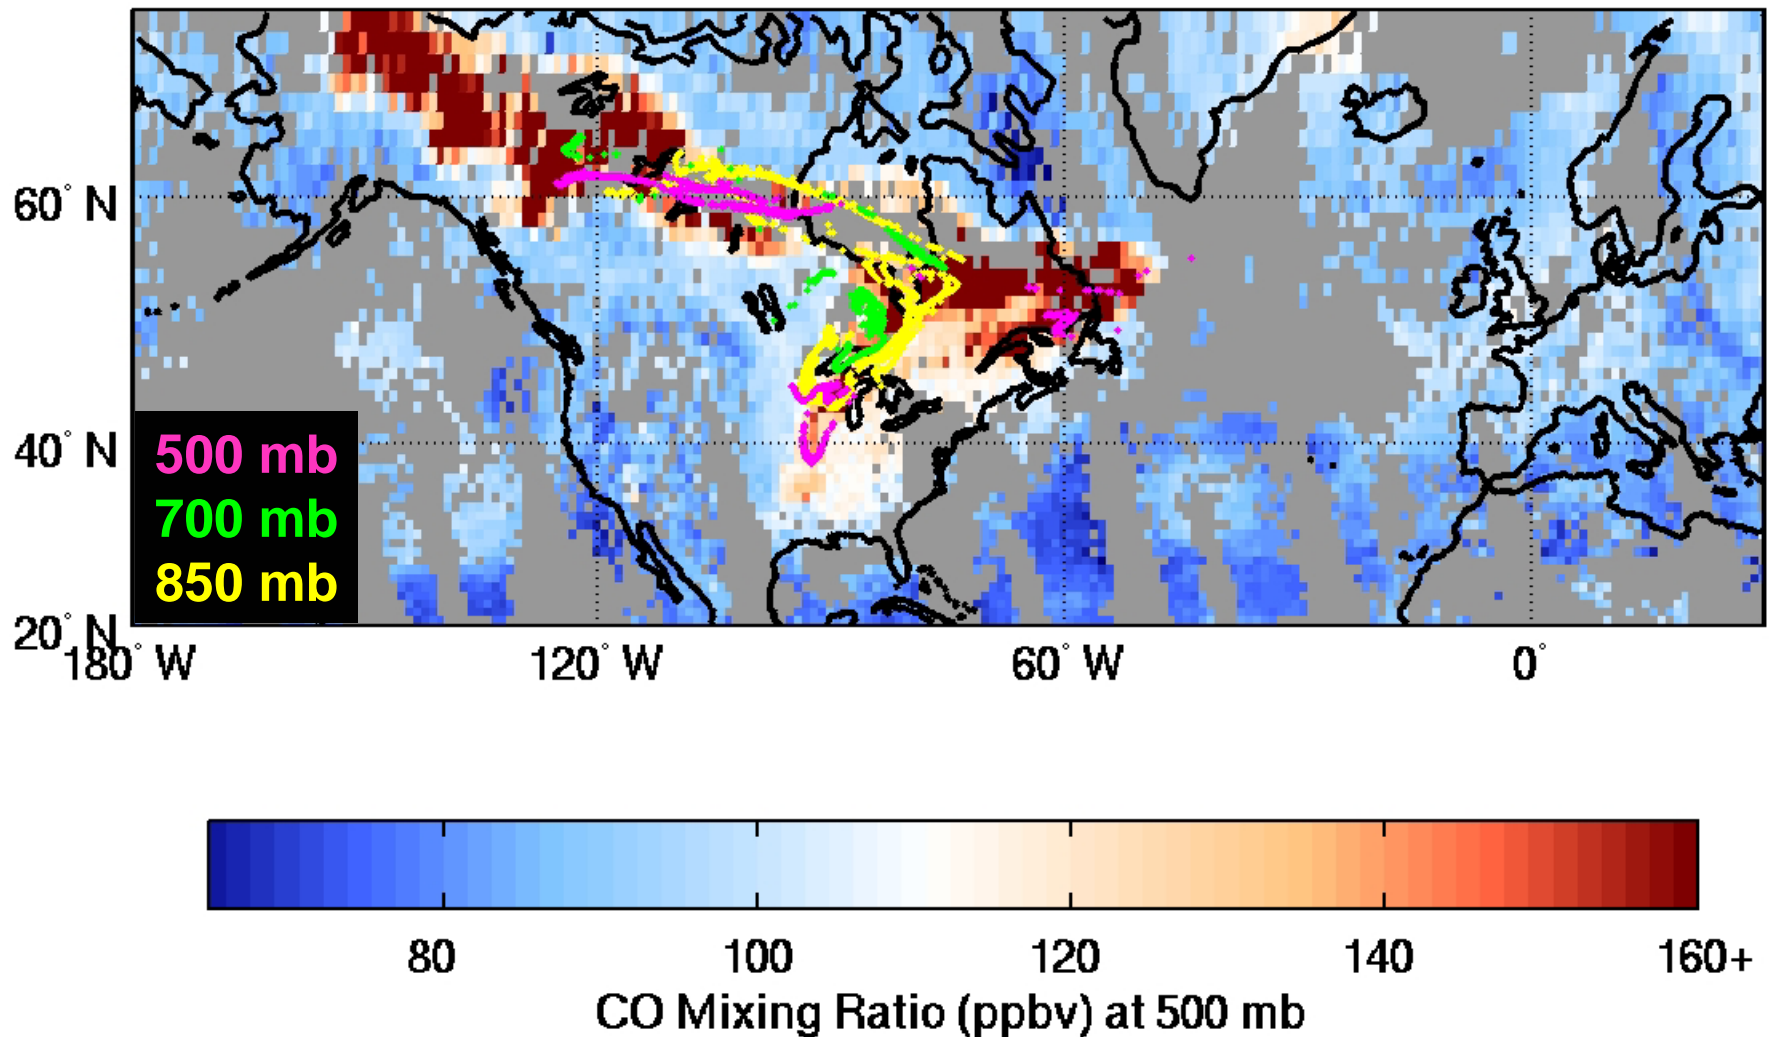 60° N
40° N
20° N
500 mb
700 mb
850 mb
180° W 120° W 60° W 0°
80 100 120 140 160+
CO Mixing Ratio (ppbv) at 500 mb